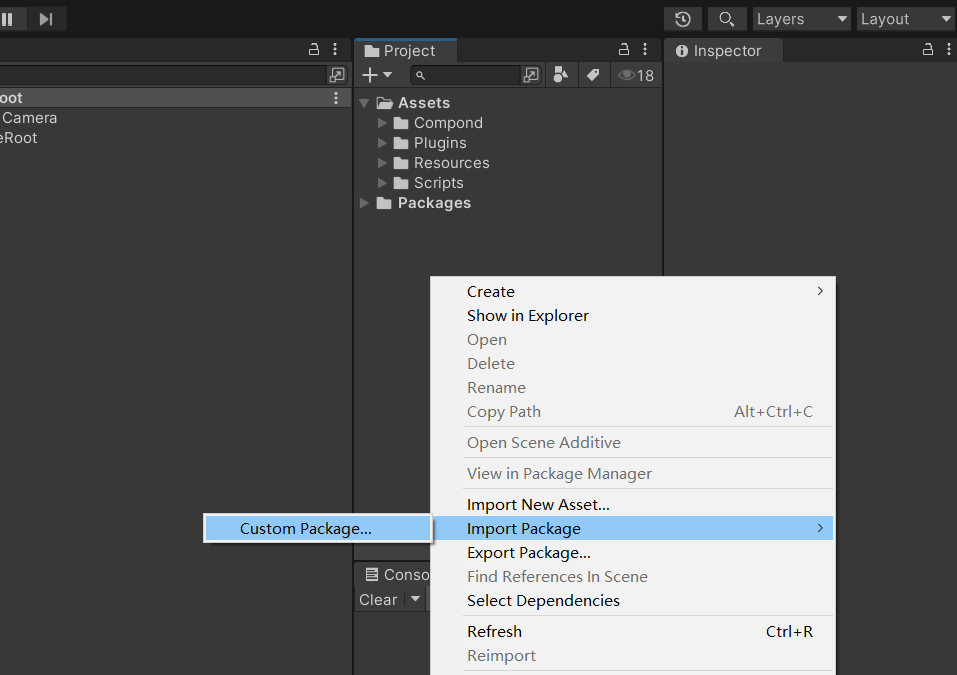 Layers
Layout
Project
Inspector
18
oot
Camera
eRoot
Assets
Compond
Plugins
Resources
Scripts
Packages
Create
Show in Explorer
Open
Delete
Rename
Copy Path Alt+Ctrl+C
Open Scene Additive
View in Package Manager
Import New Asset...
Custom Package...
Import Package
Export Package...
Conso
Find References In Scene
Clear
Select Dependencies
Refresh Ctrl+R
Reimport